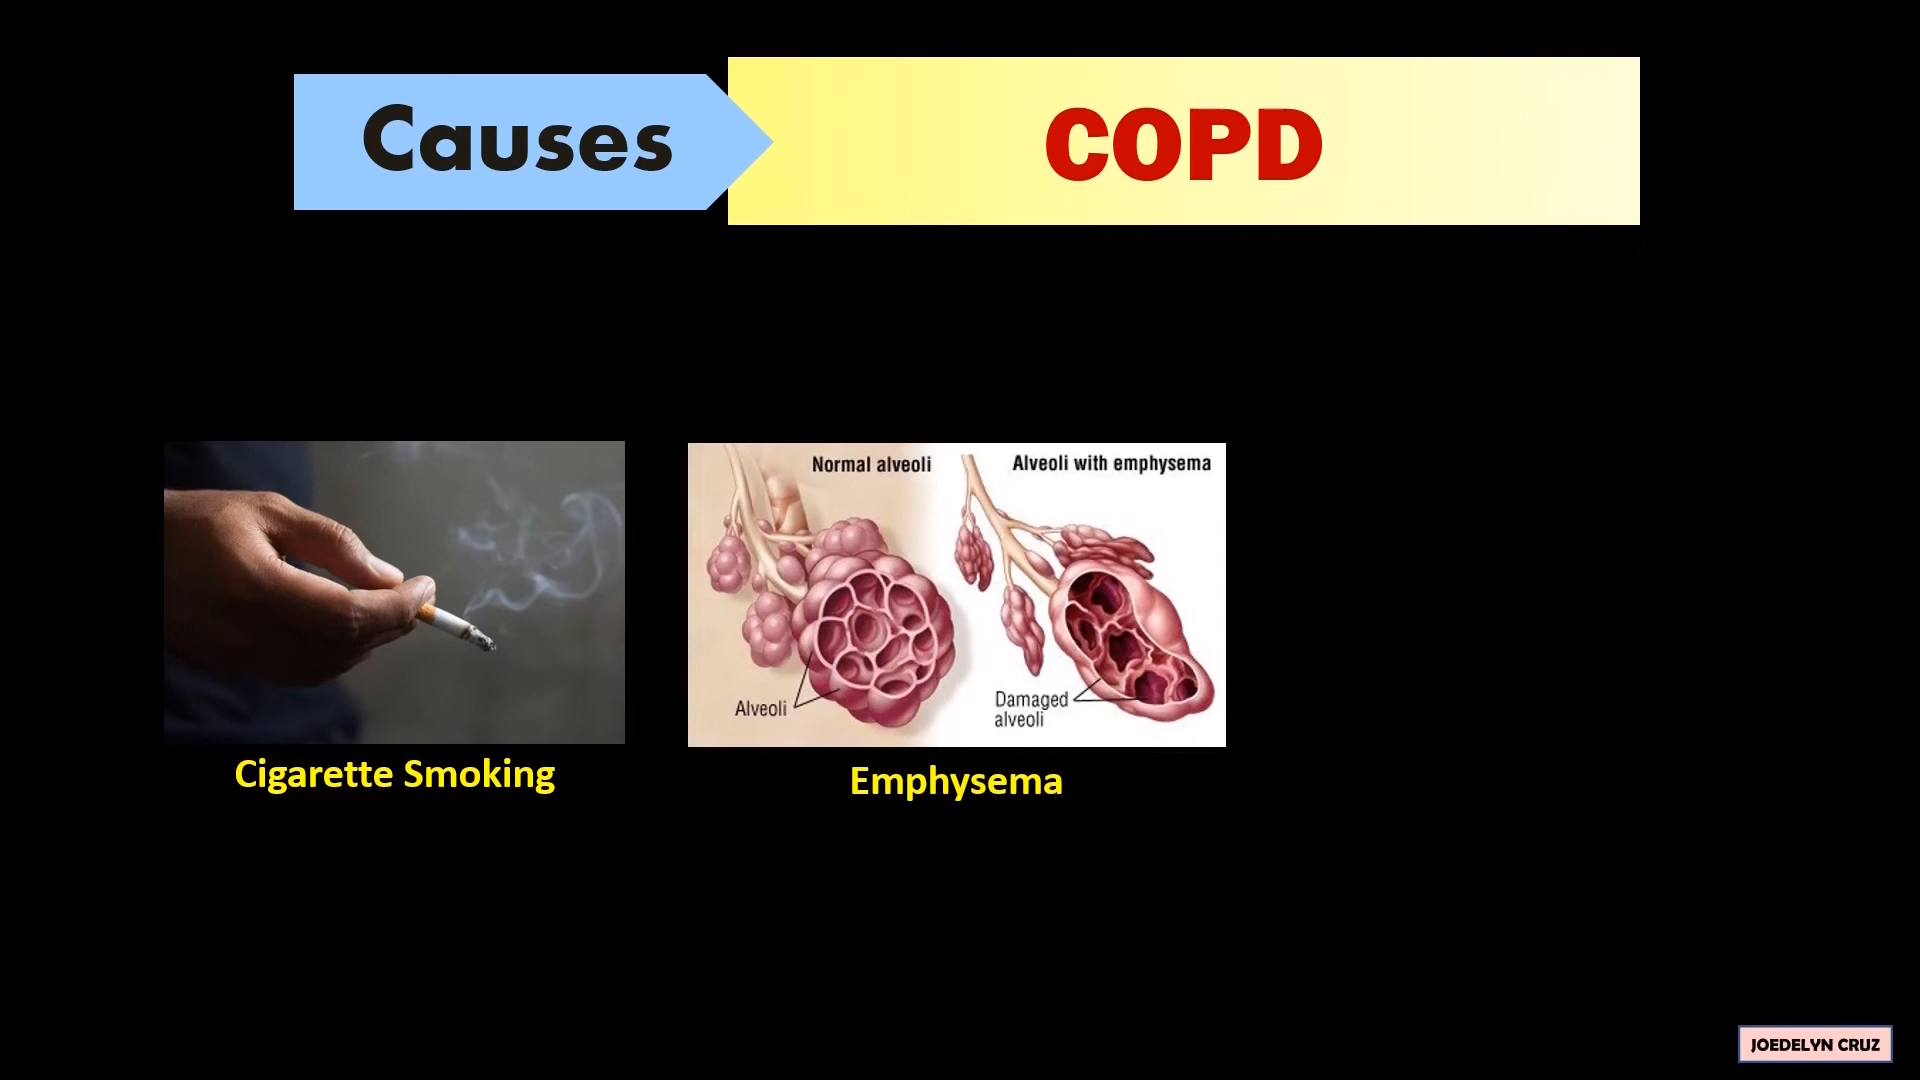 Causes
COPD
Normal alveoli
Alveoli with emphysema
Alveoli
Damaged
alveoli
Cigarette Smoking
Emphysema
JOEDELYN CRUZ